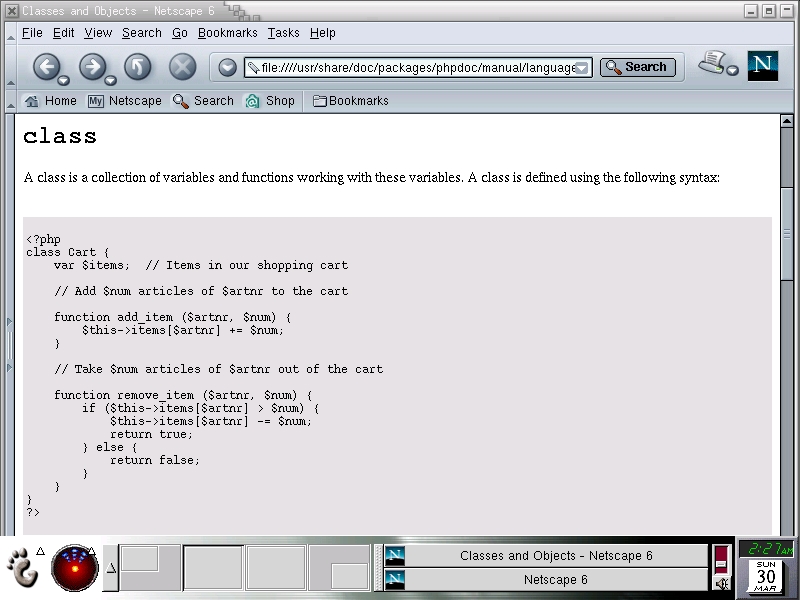 Classes and Objects - Netscape 6
File Edit View Search Go Bookmarks Tasks Help
file:////usr/share/doc/packages/phpdoc/manual/language
Search
N
Home My Netscape Search Shop Bookmarks
class
A class is a collection of variables and functions working with these variables. A class is defined using the following syntax:
<?php
class Cart {
    var $items;  // Items in our shopping cart
    // Add $num articles of $artnr to the cart
    function add_item ($artnr, $num) {
        $this->items[$artnr] += $num;
    }
    // Take $num articles of $artnr out of the cart
    function remove_item ($artnr, $num) {
        if ($this->items[$artnr] > $num) {
            $this->items[$artnr] -= $num;
            return true;
        } else {
            return false;
        }
    }
}
?>
N Classes and Objects - Netscape 6
N Netscape 6
2:27AM
SUN
30
MAR